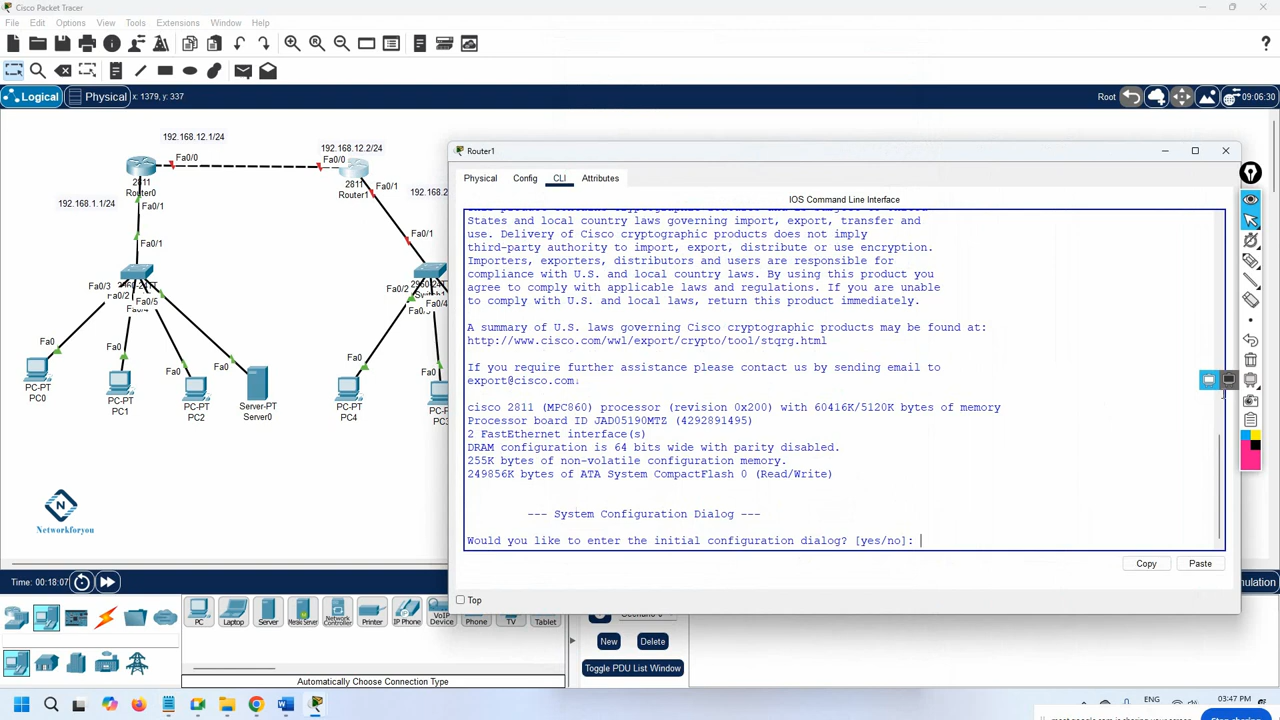 Cisco Packet Tracer
File Edit View Options Tools Extensions Window Help
Logical Physical x: 1379, y: 337 Root 09:06:30
192.168.12.1/24
192.168.12.2/24
Fa0/0
Fa0/0
2811
Router0
2811
Router1
Fa0/1
192.168.2
192.168.1.1/24
Fa0/1
Fa0/1
Fa0/1
Fa0/3
Fa0/2
Fa0/5
Fa0/2
Fa0/4
Fa0
Fa0
Fa0
Fa0
Fa0
PC-PT
PC0
PC-PT
PC1
PC-PT
PC2
Server-PT
Server0
PC-PT
PC4
PC-PT
Networkforyou
Router1
Physical Config CLI Attributes
IOS Command Line Interface
States and local country laws governing import, export, transfer and
use. Delivery of Cisco cryptographic products does not imply
third-party authority to import, export, distribute or use encryption.
Importers, exporters, distributors and users are responsible for
compliance with U.S. and local country laws. By using this product you
agree to comply with applicable laws and regulations. If you are unable
to comply with U.S. and local laws, return this product immediately.
A summary of U.S. laws governing Cisco cryptographic products may be found at:
http://www.cisco.com/wwl/export/crypto/tool/stqrg.html
If you require further assistance please contact us by sending email to
export@cisco.com.
cisco 2811 (MPC860) processor (revision 0x200) with 60416K/5120K bytes of memory
Processor board ID JAD05190MTZ (4292891495)
2 FastEthernet interface(s)
DRAM configuration is 64 bits wide with parity disabled.
255K bytes of non-volatile configuration memory.
249856K bytes of ATA System CompactFlash 0 (Read/Write)
--- System Configuration Dialog ---
Would you like to enter the initial configuration dialog? [yes/no]:
Copy Paste
Top
Time: 00:18:07
PC Laptop Server Meraki Server Network Controller Printer IP Phone VoIP Device Phone TV Tablet
New Delete
Toggle PDU List Window
Automatically Choose Connection Type
ENG 03:47 PM